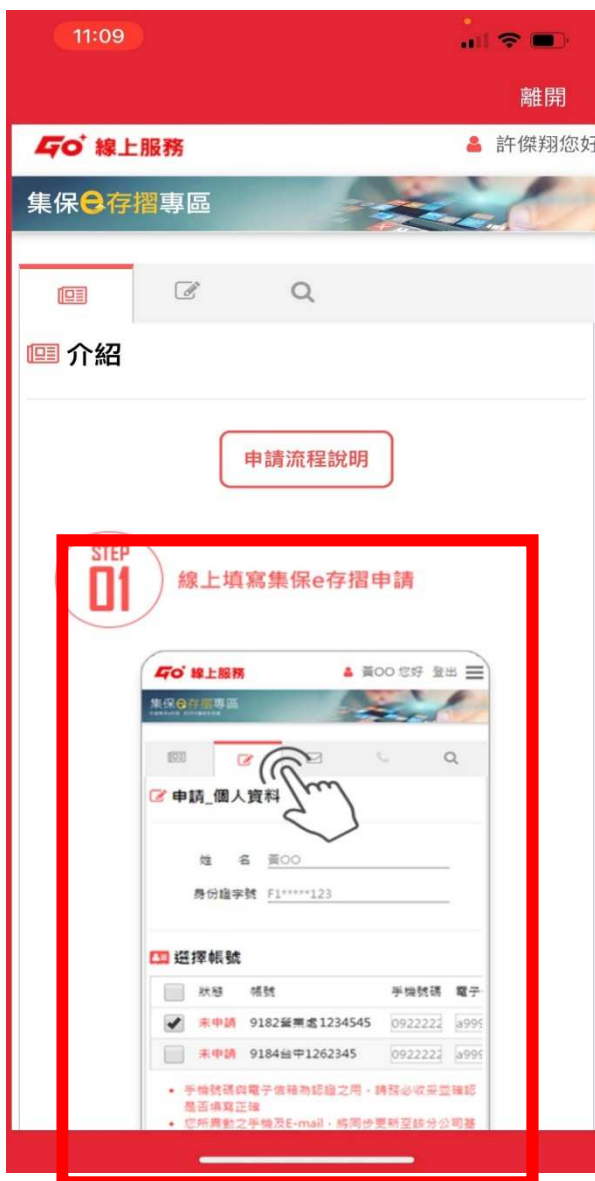 11:09
離開
Go+ 線上服務
許傑翔您好
集保e存摺專區
介紹
申請流程說明
STEP
01
線上填寫集保e存摺申請
Go+ 線上服務
黃OO 您好 登出
集保e存摺專區
申請_個人資料
姓 名 黃OO
身份證字號 F1*****123
選擇帳號
狀態 帳號 手機號碼 電子
未申請 9182營業處1234545 0922222 a999
未申請 9184台中1262345 0922222 a999
• 手機號碼與電子信箱為認證之用，請務必收妥並確認
是否填寫正確
• 您所異動之手機及E-mail，將同步更新至該分公司基